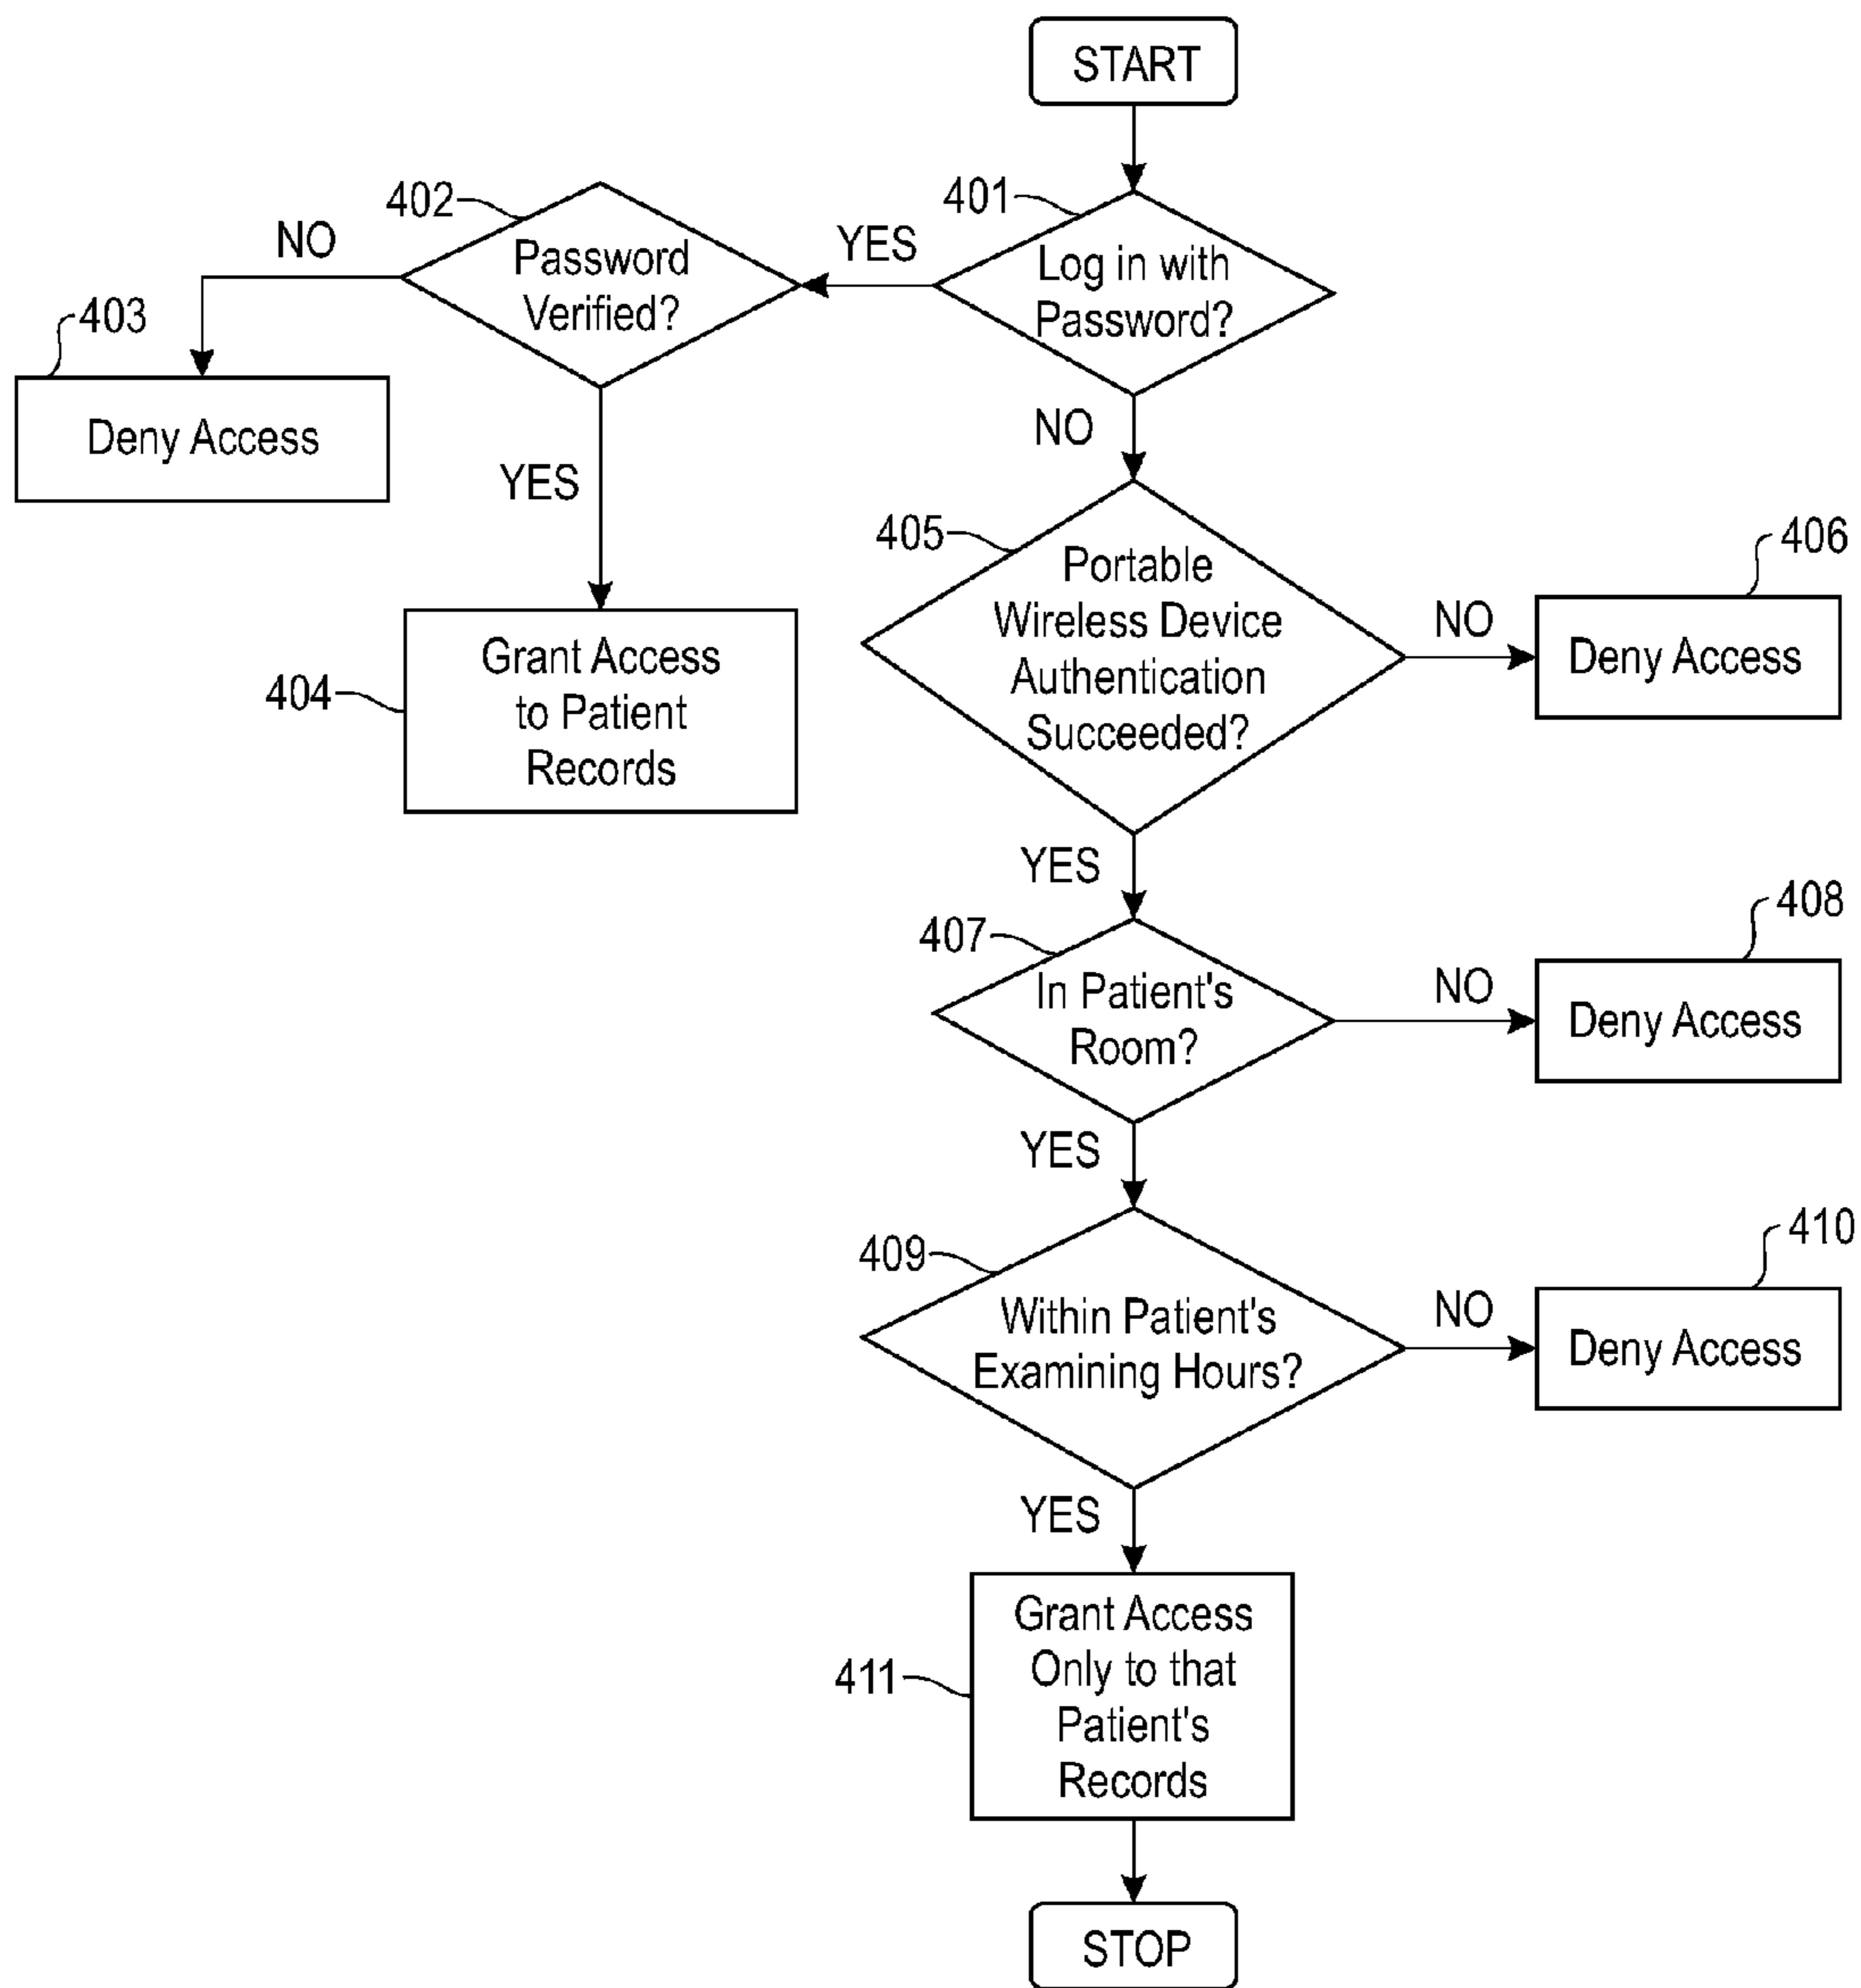 START
401
Log in with
Password?
YES
402
Password
Verified?
NO
403
Deny Access
YES
404
Grant Access
to Patient
Records
NO
405
Portable
Wireless Device
Authentication
Succeeded?
NO
406
Deny Access
YES
407
In Patient's
Room?
NO
408
Deny Access
YES
409
Within Patient's
Examining Hours?
NO
410
Deny Access
YES
411
Grant Access
Only to that
Patient's
Records
STOP